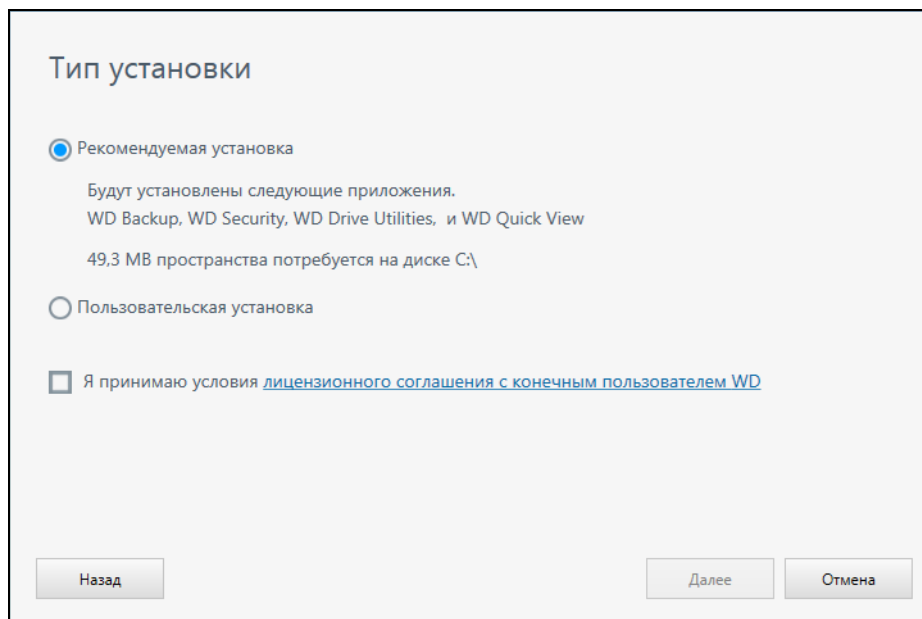 Тип установки
Рекомендуемая установка
Будут установлены следующие приложения.
WD Backup, WD Security, WD Drive Utilities,  и WD Quick View
49,3 MB пространства потребуется на диске C:\
Пользовательская установка
Я принимаю условия лицензионного соглашения с конечным пользователем WD
Назад
Далее
Отмена